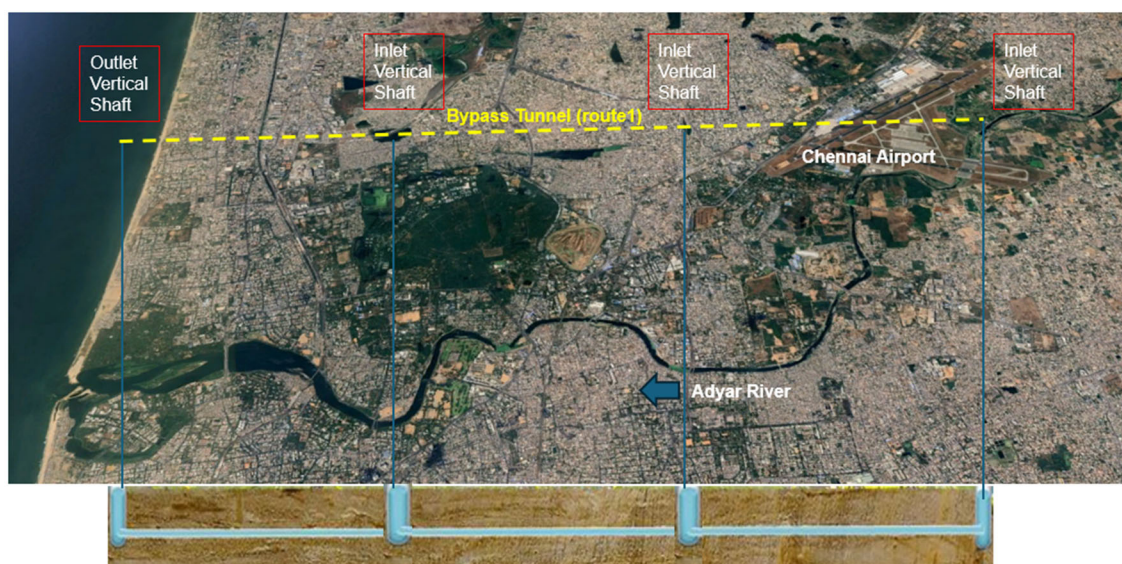 Outlet
Vertical
Shaft
Inlet
Vertical
Shaft
Inlet
Vertical
Shaft
Inlet
Vertical
Shaft
Bypass Tunnel (route1)
Chennai Airport
Adyar River